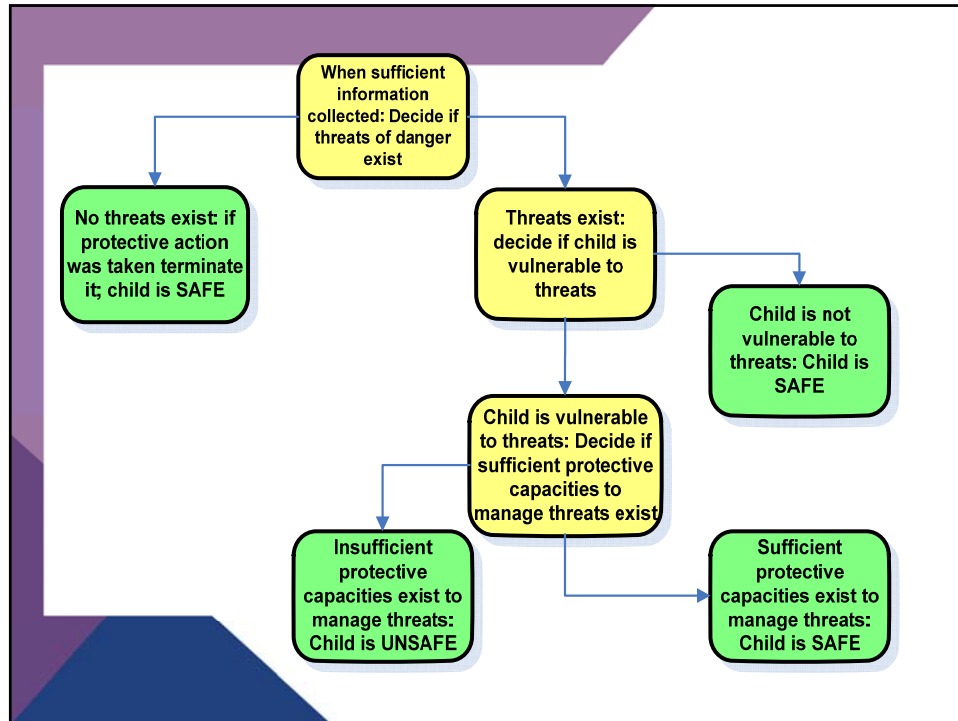 When sufficient
information
collected: Decide if
threats of danger
exist
No threats exist: if
protective action
was taken terminate
it; child is SAFE
Threats exist:
decide if child is
vulnerable to
threats
Child is not
vulnerable to
threats: Child is
SAFE
Child is vulnerable
to threats: Decide if
sufficient protective
capacities to
manage threats exist
Insufficient
protective
capacities exist to
manage threats:
Child is UNSAFE
Sufficient
protective
capacities exist to
manage threats:
Child is SAFE